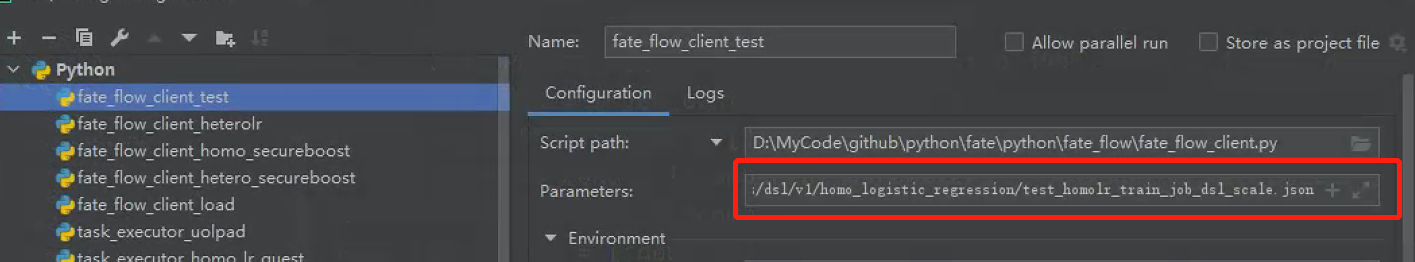 Name:
fate_flow_client_test
Allow parallel run
Store as project file
Python
fate_flow_client_test
fate_flow_client_heterolr
fate_flow_client_homo_secureboost
fate_flow_client_hetero_secureboost
fate_flow_client_load
task_executor_uolpad
task_executor_homo_lr_guest
Configuration
Logs
Script path:
D:\MyCode\github\python\fate\python\fate_flow\fate_flow_client.py
Parameters:
/dsl/v1/homo_logistic_regression/test_homolr_train_job_dsl_scale.json
Environment